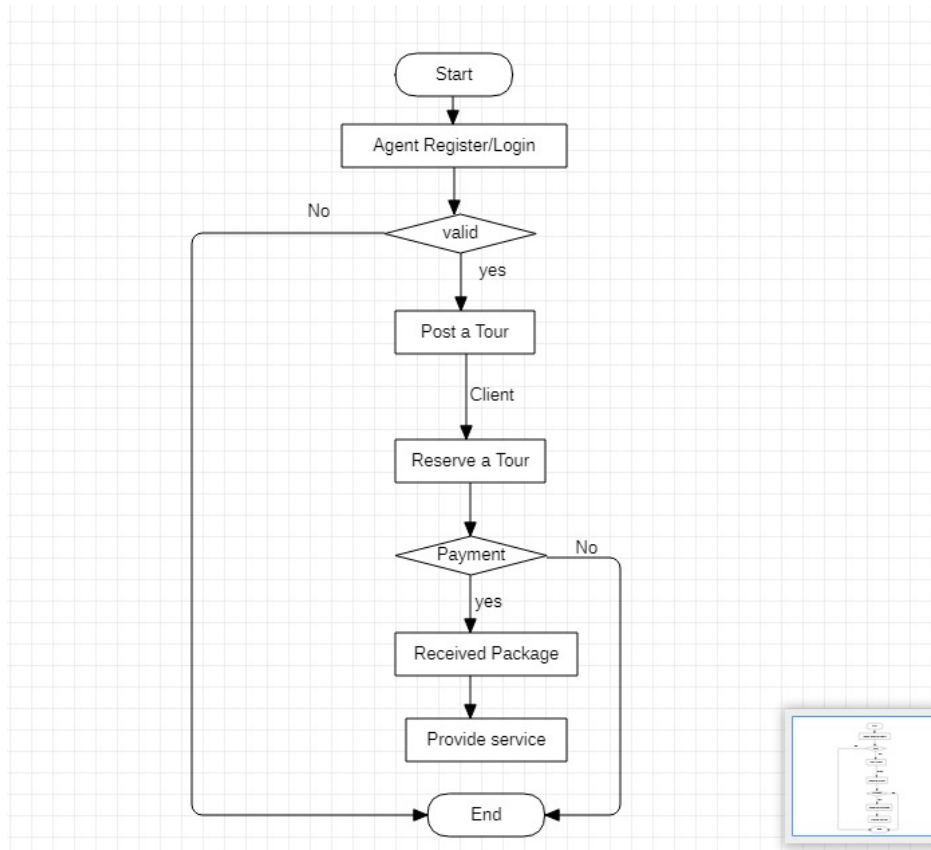 Start
Agent Register/Login
No
valid
yes
Post a Tour
Client
Reserve a Tour
Payment
No
yes
Received Package
Provide service
End